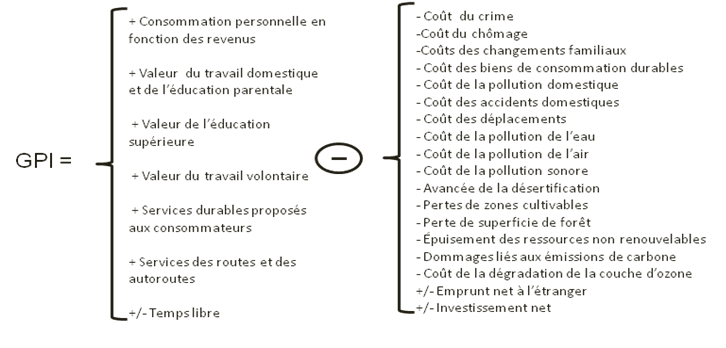 GPI =
+ Consommation personnelle en
fonction des revenus
+ Valeur du travail domestique
et de l'éducation parentale
+ Valeur de l'éducation
supérieure
+ Valeur du travail volontaire
+ Services durables proposés
aux consommateurs
+ Services des routes et des
autoroutes
+/- Temps libre
–
- Coût du crime
-Coût du chômage
-Coûts des changements familiaux
- Coût des biens de consommation durables
- Coût de la pollution domestique
- Coût des accidents domestiques
- Coût des déplacements
- Coût de la pollution de l'eau
- Coût de la pollution de l'air
- Coût de la pollution sonore
- Avancée de la désertification
- Pertes de zones cultivables
- Perte de superficie de forêt
- Épuisement des ressources non renouvelables
- Dommages liés aux émissions de carbone
- Coût de la dégradation de la couche d'ozone
+/- Emprunt net à l'étranger
+/- Investissement net